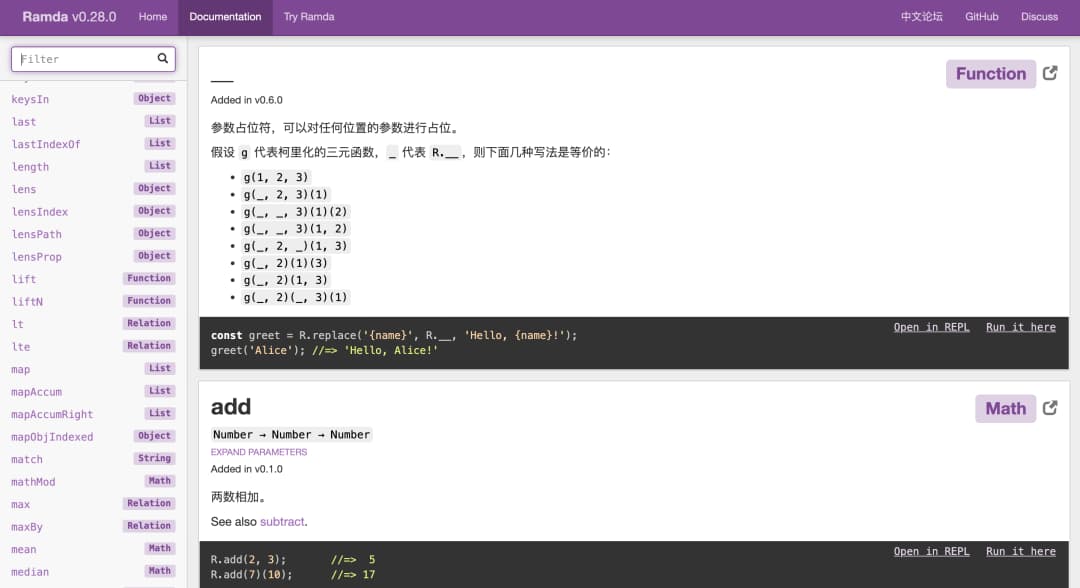 Ramda v0.28.0 Home Documentation Try Ramda 中文论坛 GitHub Discuss
Filter
keysIn Object
last List
lastIndexOf List
length List
lens Object
lensIndex Object
lensPath Object
lensProp Object
lift Function
liftN Function
lt Relation
lte Relation
map List
mapAccum List
mapAccumRight List
mapObjIndexed Object
match String
mathMod Math
max Relation
maxBy Relation
mean Math
median Math
__ Function
Added in v0.6.0
参数占位符，可以对任何位置的参数进行占位。
假设 g 代表柯里化的三元函数，_ 代表 R.__，则下面几种写法是等价的：
• g(1, 2, 3)
• g(_, 2, 3)(1)
• g(_, _, 3)(1)(2)
• g(_, _, 3)(1, 2)
• g(_, 2, _)(1, 3)
• g(_, 2)(1)(3)
• g(_, 2)(1, 3)
• g(_, 2)(_, 3)(1)
Open in REPL Run it here
const greet = R.replace('{name}', R.__, 'Hello, {name}!');
greet('Alice'); //=> 'Hello, Alice!'
add Math
Number → Number → Number
EXPAND PARAMETERS
Added in v0.1.0
两数相加。
See also subtract.
Open in REPL Run it here
R.add(2, 3);       //=>  5
R.add(7)(10);      //=> 17